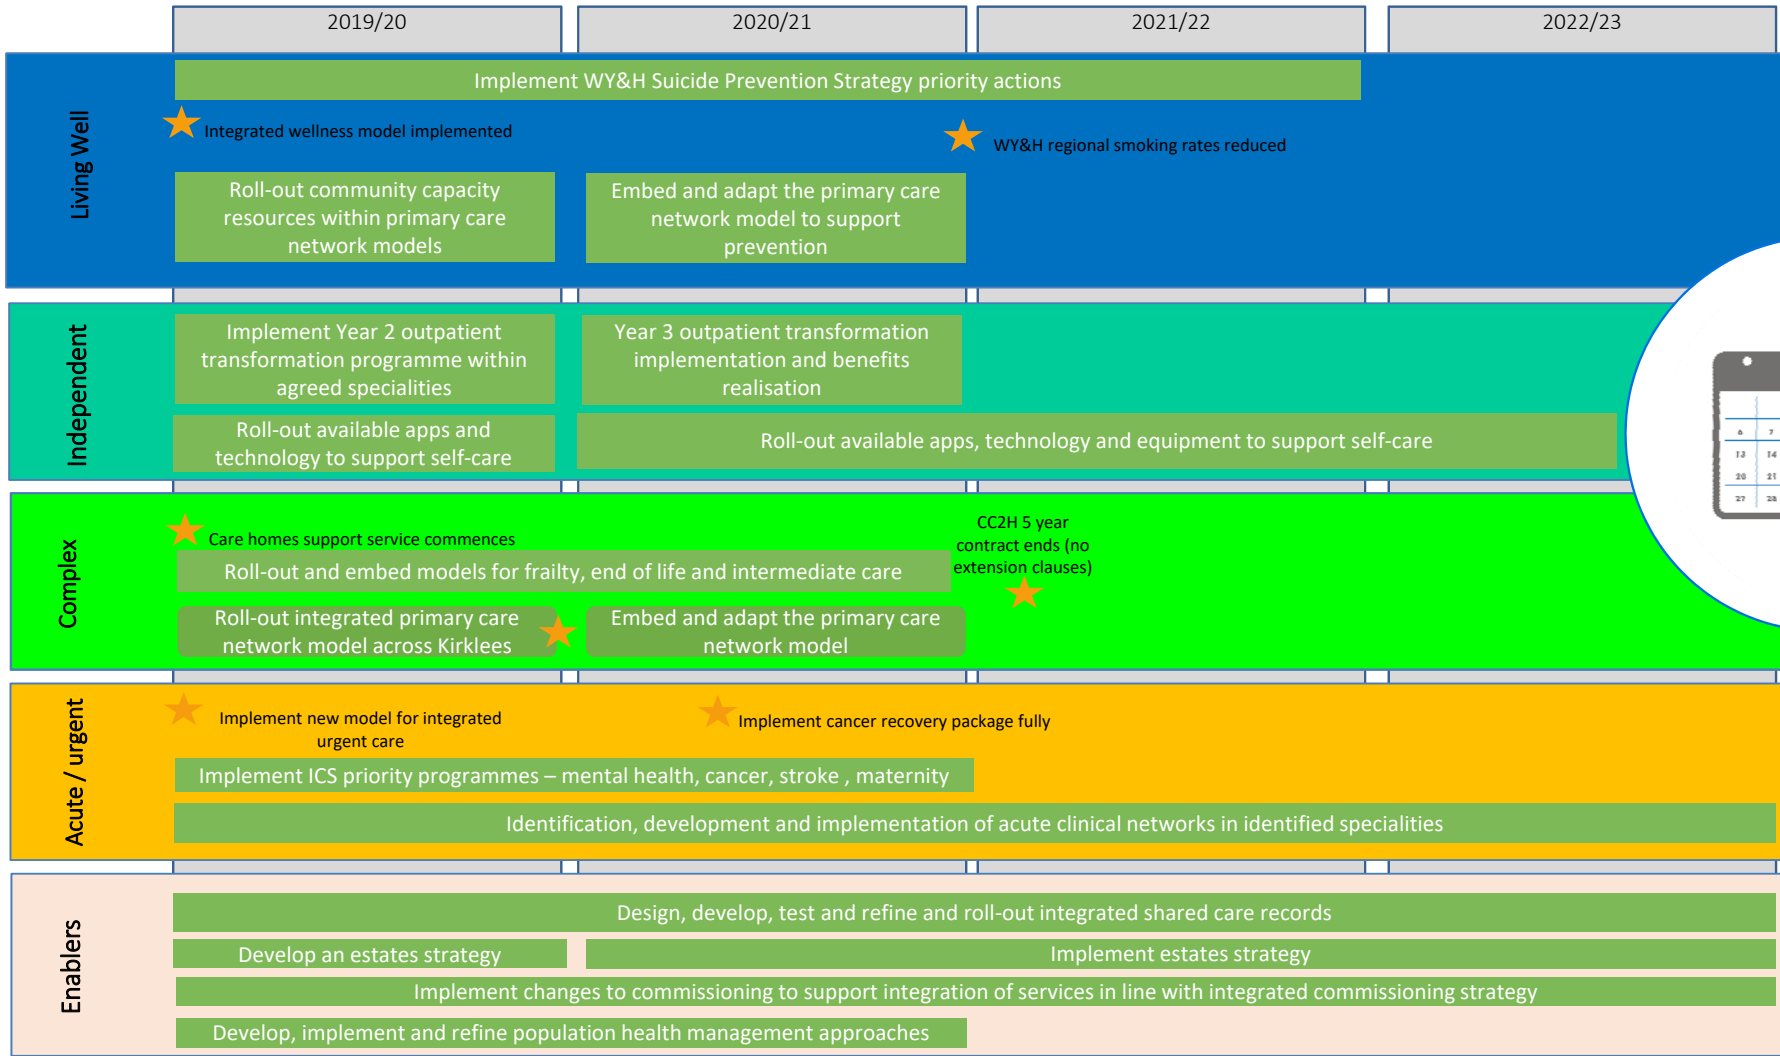 2019/20
2020/21
2021/22
2022/23
Living Well
Implement WY&H Suicide Prevention Strategy priority actions
Integrated wellness model implemented
WY&H regional smoking rates reduced
Roll-out community capacity
resources within primary care
network models
Embed and adapt the primary care
network model to support
prevention
Independent
Implement Year 2 outpatient
transformation programme within
agreed specialities
Year 3 outpatient transformation
implementation and benefits
realisation
Roll-out available apps and
technology to support self-care
Roll-out available apps, technology and equipment to support self-care
6 7
13 14
20 21
27 28
Complex
Care homes support service commences
CC2H 5 year
contract ends (no
extension clauses)
Roll-out and embed models for frailty, end of life and intermediate care
Roll-out integrated primary care
network model across Kirklees
Embed and adapt the primary care
network model
Acute / urgent
Implement new model for integrated
urgent care
Implement cancer recovery package fully
Implement ICS priority programmes – mental health, cancer, stroke , maternity
Identification, development and implementation of acute clinical networks in identified specialities
Enablers
Design, develop, test and refine and roll-out integrated shared care records
Develop an estates strategy
Implement estates strategy
Implement changes to commissioning to support integration of services in line with integrated commissioning strategy
Develop, implement and refine population health management approaches